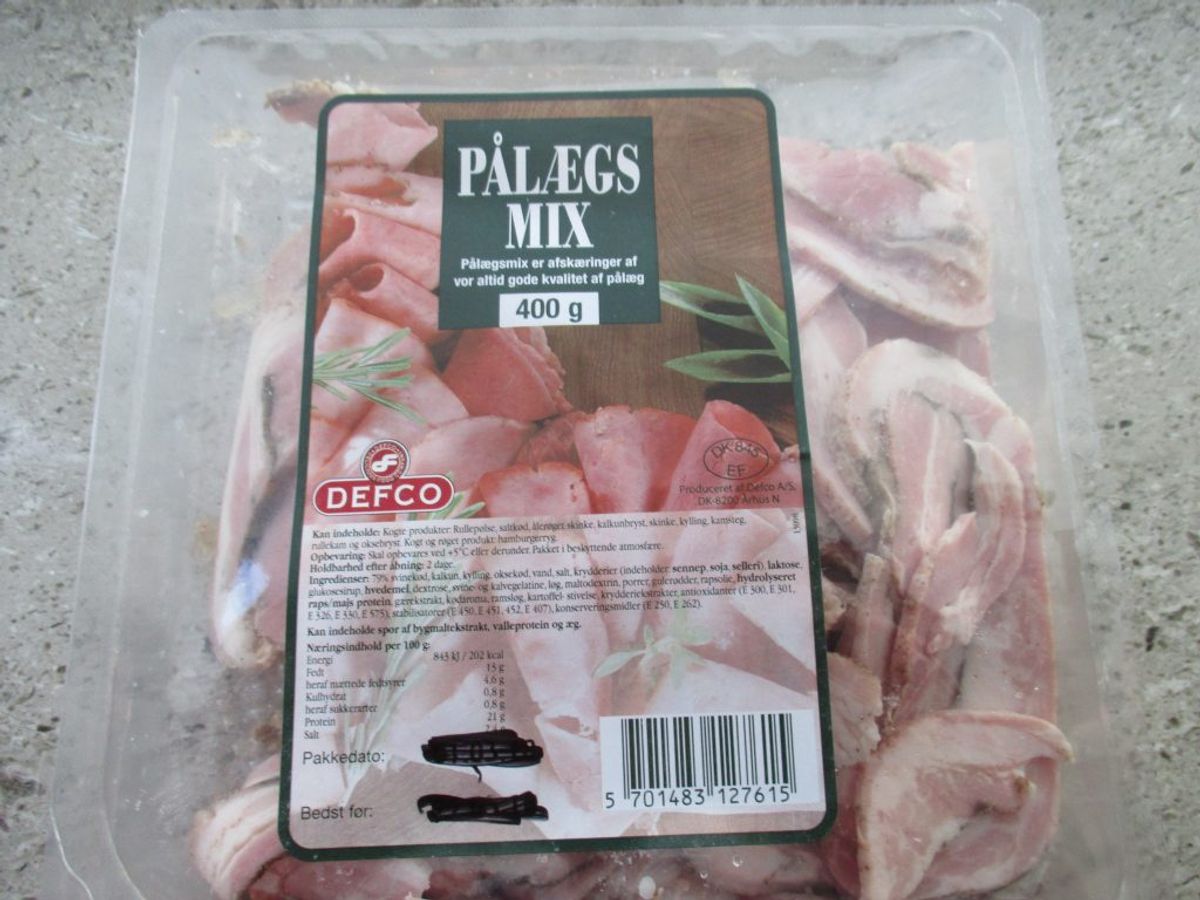 PÅLÆGS
MIX
Pålægsmix er afskæringer af
vor altid gode kvalitet af pålæg
400 g
DEFCO
DK-845
EF
Produceret af Defco A/S.
DK-8200 Århus N
Kan indeholde: Kogte produkter: Rullepølse, saltkød, ålerøget skinke, kalkunbryst, skinke, kylling, kamsteg,
rullekam og oksebryst. Kogt og røget produkt: hamburgerryg.
Opbevaring: Skal opbevares ved +5°C eller derunder. Pakket i beskyttende atmosfære.
Holdbarhed efter åbning: 2 dage.
Ingredienser: 79% svinekød, kalkun, kylling, oksekød, vand, salt, krydderier (indeholder: sennep, soja, selleri), laktose,
glukosesirup, hvedemel, dextrose, svine- og kalvegelatine, løg, maltodextrin, porrer, gulerødder, rapsolie, hydrolyseret
raps/majs protein, gærekstrakt, kødaroma, ramsløg, kartoffel- stivelse, krydderiekstrakter, antioxidanter (E 300, E 301,
E 326, E 330, E 575), stabilisatorer (E 450, E 451, 452, E 407), konserveringsmidler (E 250, E 262).
Kan indeholde spor af bygmaltekstrakt, valleprotein og æg.
Næringsindhold per 100 g:
Energi 843 kJ / 202 kcal
Fedt 13 g
heraf mættede fedtsyrer 4,6 g
Kulhydrat 0,8 g
heraf sukkerarter 0,8 g
Protein 21 g
Salt
Pakkedato:
Bedst før:
5 701483 127615